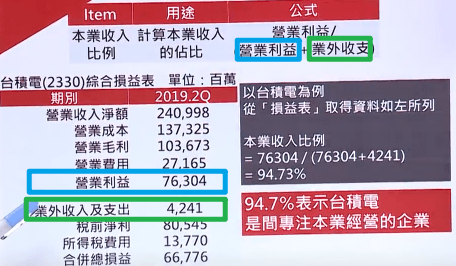 Item
用途
公式
本業收入
比例
計算本業收入
的佔比
營業利益/
(營業利益+業外收支)
台積電(2330)綜合損益表 單位：百萬
期別 2019.2Q
營業收入淨額 240,998
營業成本 137,325
營業毛利 103,673
營業費用 27,165
營業利益 76,304
業外收入及支出 4,241
稅前淨利 80,545
所得稅費用 13,770
合併總損益 66,776
以台積電為例
從「損益表」取得資料如左所列
本業收入比例
= 76304 / (76304+4241)
= 94.73%
94.7%表示台積電
是間專注本業經營的企業